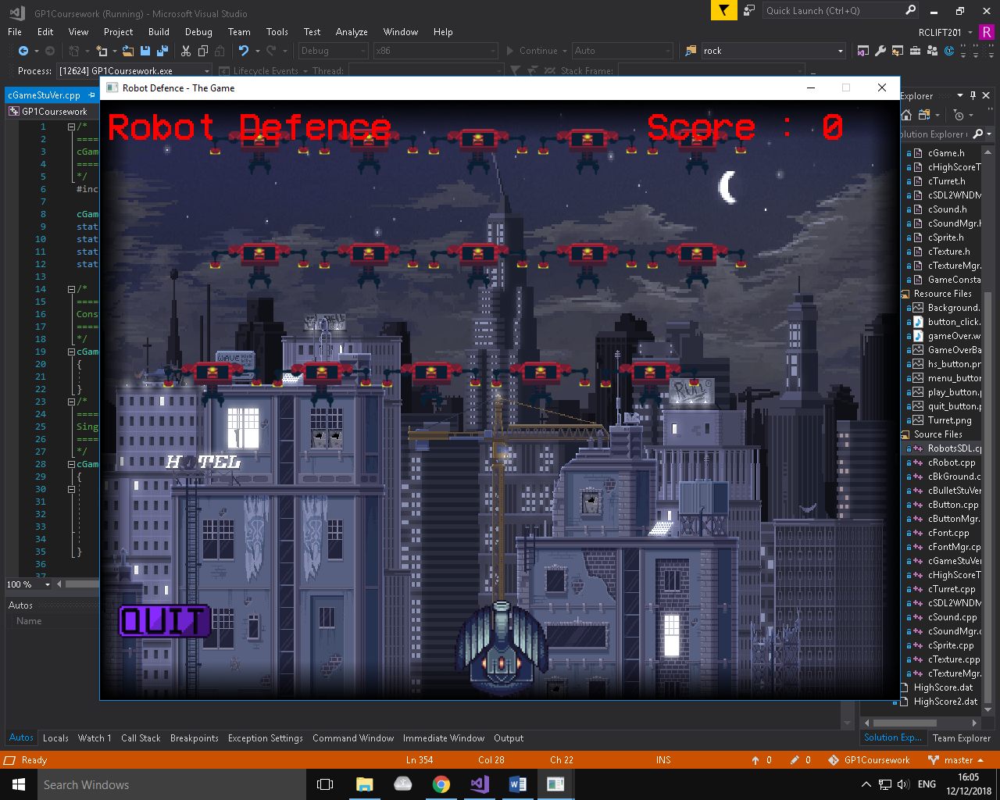 GP1Coursework (Running) - Microsoft Visual Studio
Quick Launch (Ctrl+Q)
File Edit View Project Build Debug Team Tools Test Analyze Window Help
RCLIFT201 R
Debug x86 Continue Auto rock
Process: [12624] GP1Coursework.exe Lifecycle Events Thread: Stack Frame:
Robot Defence - The Game
cGameStuVer.cpp
GP1Coursework
Robot Defence Score : 0
1 /*
2 ====
3 cGam
4 ====
5 */
6 #inc
7
8 cGam
9 stat
10 stat
11 stat
12 stat
13
14 /*
15 ====
16 Cons
17 ====
18 */
19 cGam
20 {
21
22 }
23 /*
24 ====
25 Sing
26 ====
27 */
28 cGam
29 {
30
31
32
33
34
35 }
36
37
100 %
WAVE
RUN
HOTEL
QUIT
Autos
Name
Explorer
olution Explorer
cGame.h
cHighScoreT
cTurret.h
cSDL2WNDM
cSound.h
cSoundMgr.h
cSprite.h
cTexture.h
cTextureMgr.
GameConsta
Resource Files
Background.
button_click.
gameOver.w
GameOverBa
hs_button.pr
menu_button
play_button.p
quit_button.p
Turret.png
Source Files
RobotsSDL.cp
cRobot.cpp
cBkGround.c
cBulletStuVer
cButton.cpp
cButtonMgr.
cFont.cpp
cFontMgr.cp
cGameStuVer
cHighScoreT
cTurret.cpp
cSDL2WNDM
cSound.cpp
cSoundMgr.c
cSprite.cpp
cTexture.cpp
cTextureMgr.
HighScore.dat
HighScore2.dat
Autos Locals Watch 1 Call Stack Breakpoints Exception Settings Command Window Immediate Window Output
Solution Exp... Team Explorer
Ready Ln 354 Col 28 Ch 22 INS 0 0 GP1Coursework master
Search Windows
ENG
16:05
12/12/2018